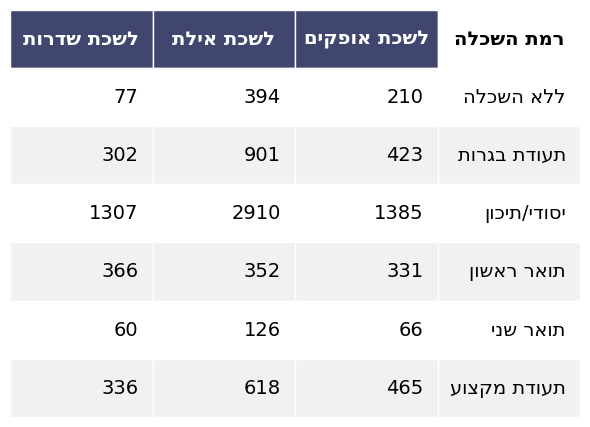 רמת השכלה לשכת אופקים לשכת אילת לשכת שדרות
ללא השכלה 210 394 77
תעודת בגרות 423 901 302
יסודי/תיכון 1385 2910 1307
תואר ראשון 331 352 366
תואר שני 66 126 60
תעודת מקצוע 465 618 336